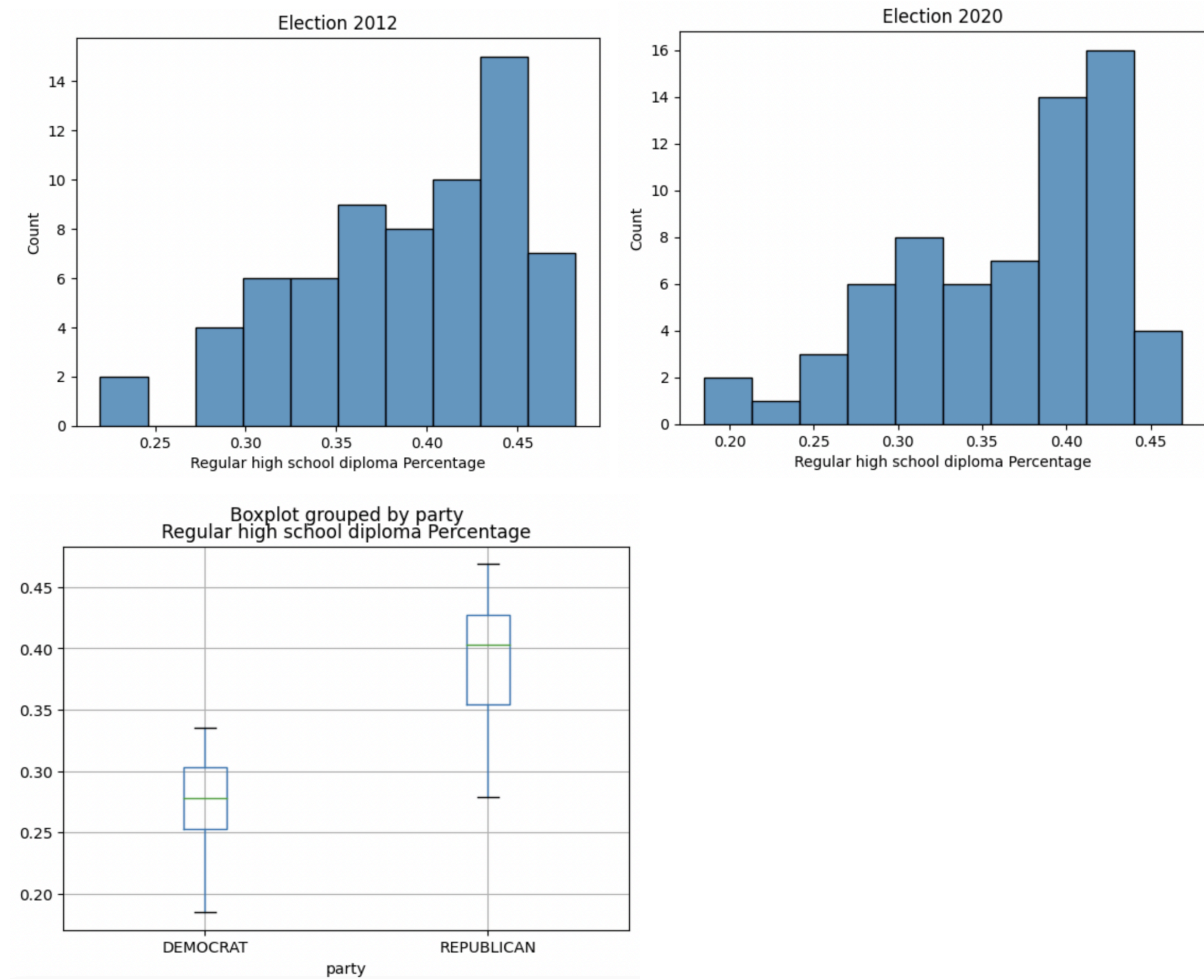 Election 2012
Count
14
12
10
8
6
4
2
0
0.25 0.30 0.35 0.40 0.45
Regular high school diploma Percentage
Election 2020
Count
16
14
12
10
8
6
4
2
0
0.20 0.25 0.30 0.35 0.40 0.45
Regular high school diploma Percentage
Boxplot grouped by party
Regular high school diploma Percentage
0.45
0.40
0.35
0.30
0.25
0.20
DEMOCRAT REPUBLICAN
party